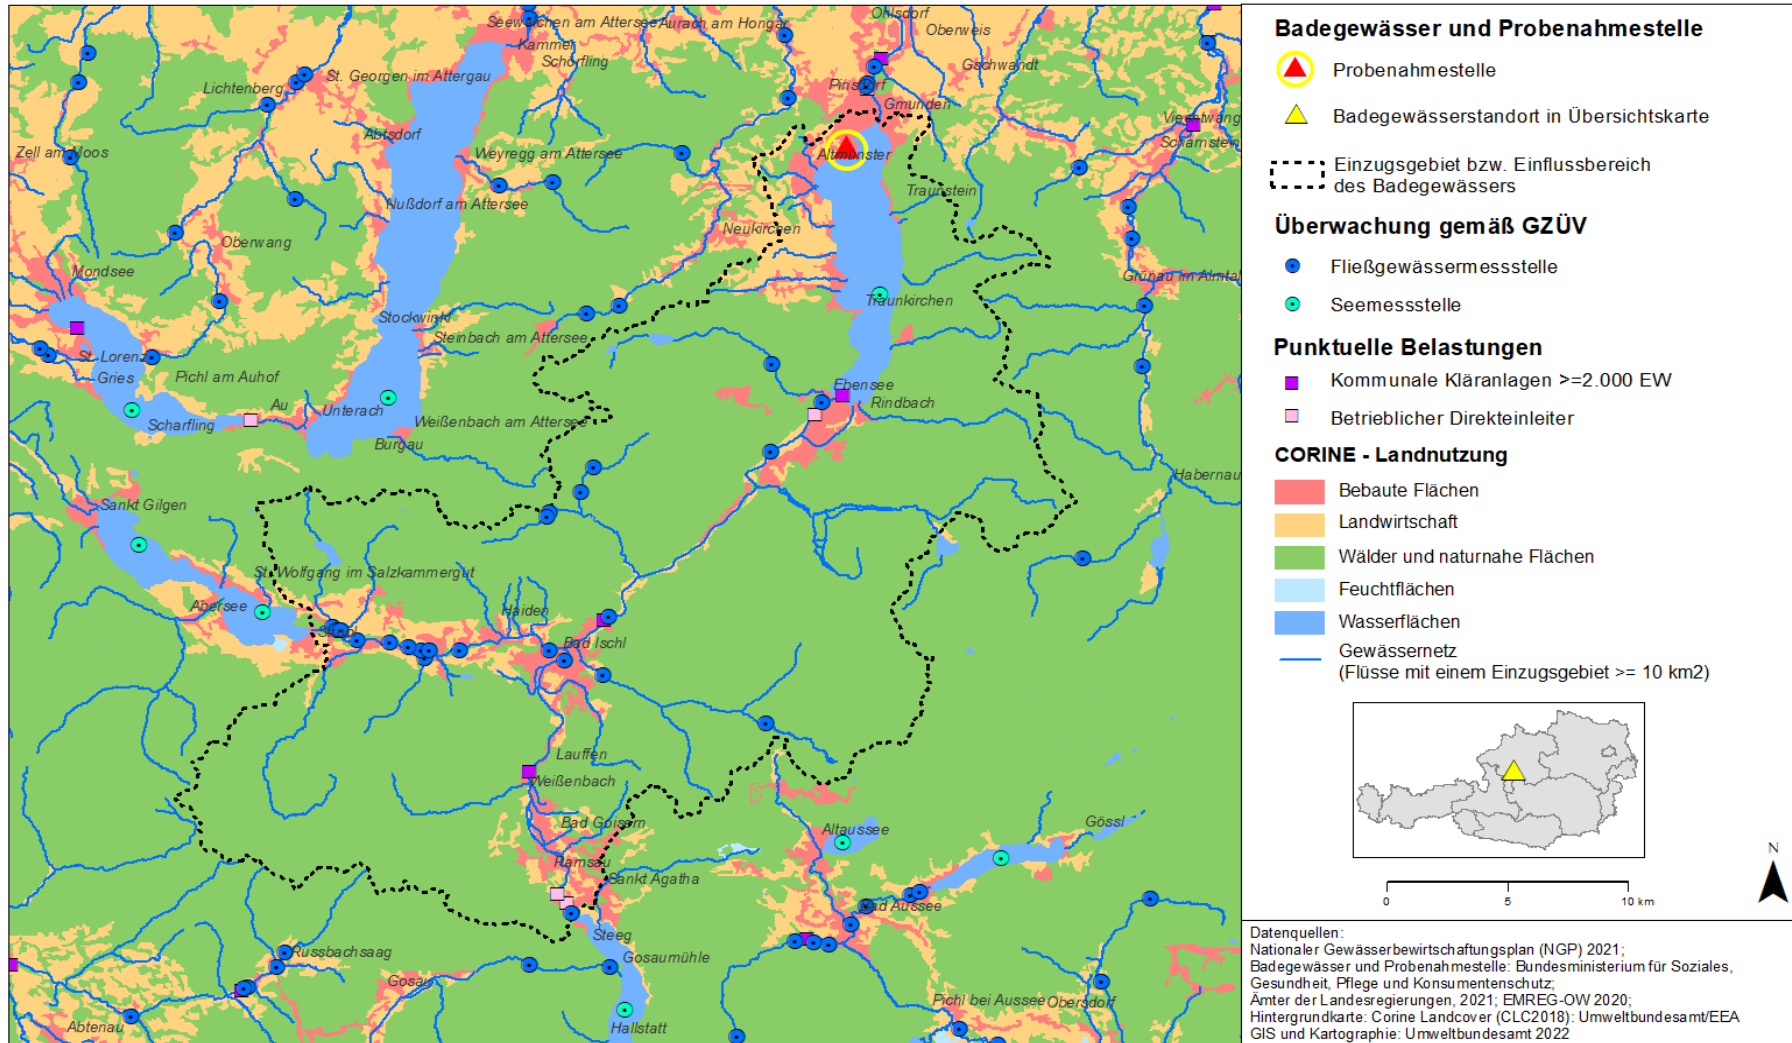 Seewalchen am Attersee
Aurach am Hongar
Ohlsdorf
Oberweis
Kammer
Schörfling
Gschwandt
St. Georgen im Attergau
Lichtenberg
Pinsdorf
Gmunden
Viechtwang
Scharnstein
Abtsdorf
Zell am Moos
Weyregg am Attersee
Altmünster
Traunstein
Nußdorf am Attersee
Neukirchen
Oberwang
Mondsee
Grünau im Almtal
Traunkirchen
Stockwinkl
Steinbach am Attersee
St. Lorenz
Gries
Pichl am Auhof
Ebensee
Rindbach
Au
Unterach
Weißenbach am Attersee
Scharfling
Burgau
Habernau
Sankt Gilgen
St. Wolfgang im Salzkammergut
Abersee
Haiden
Strobl
Bad Ischl
Lauffen
Weißenbach
Bad Goisern
Altaussee
Gössl
Ramsau
Sankt Agatha
Bad Aussee
Steeg
Russbachsaag
Gosaumühle
Gosau
Pichl bei Aussee
Obersdorf
Abtenau
Hallstatt
Badegewässer und Probenahmestelle
Probenahmestelle
Badegewässerstandort in Übersichtskarte
Einzugsgebiet bzw. Einflussbereich
des Badegewässers
Überwachung gemäß GZÜV
Fließgewässermessstelle
Seemessstelle
Punktuelle Belastungen
Kommunale Kläranlagen >=2.000 EW
Betrieblicher Direkteinleiter
CORINE - Landnutzung
Bebaute Flächen
Landwirtschaft
Wälder und naturnahe Flächen
Feuchtflächen
Wasserflächen
Gewässernetz
(Flüsse mit einem Einzugsgebiet >= 10 km2)
N
0 5 10 km
Datenquellen:
Nationaler Gewässerbewirtschaftungsplan (NGP) 2021;
Badegewässer und Probenahmestelle: Bundesministerium für Soziales,
Gesundheit, Pflege und Konsumentenschutz;
Ämter der Landesregierungen, 2021; EMREG-OW 2020;
Hintergrundkarte: Corine Landcover (CLC2018): Umweltbundesamt/EEA
GIS und Kartographie: Umweltbundesamt 2022